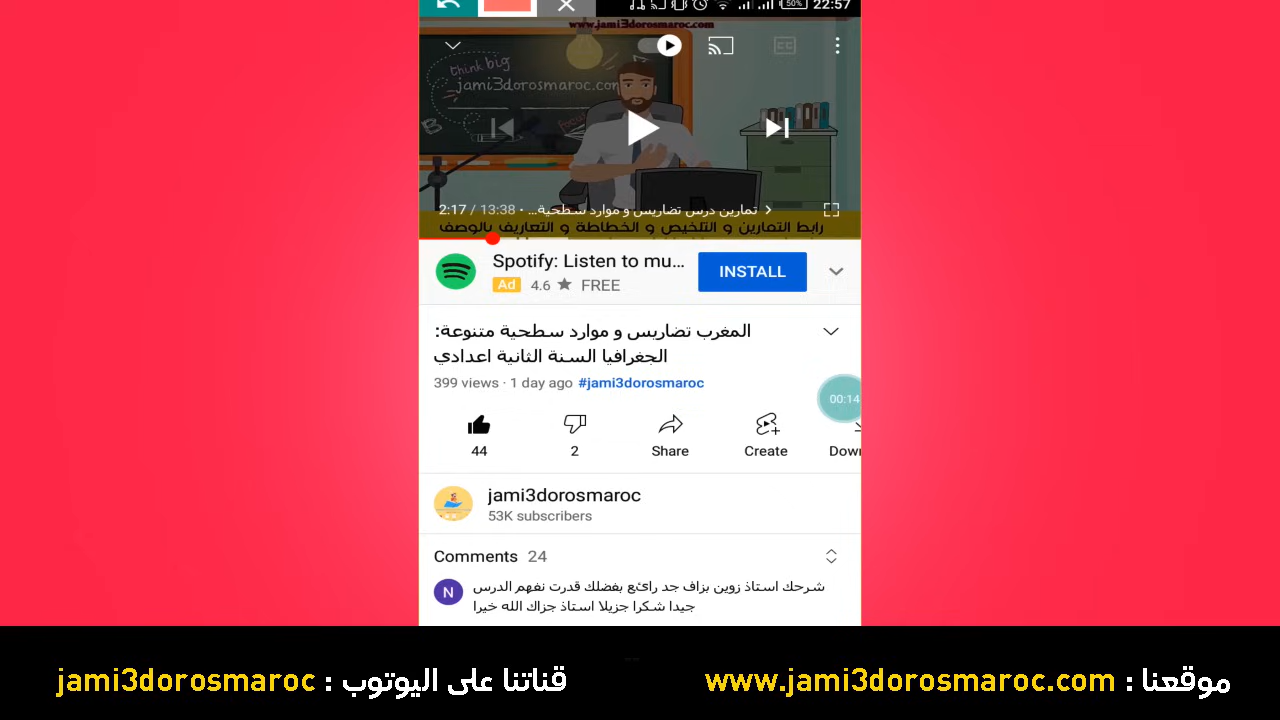 50% 22:57
www.jami3dorosmaroc.com
think big
jami3dorosmaroc.com
focus
CC
2:17 / 13:38 · تمارين درس تضاريس و موارد سطحية...
رابط التمارين و التلخيص و الخطاطة و التعاريف بالوصف
Spotify: Listen to mu...
Ad 4.6 ★ FREE
INSTALL
المغرب تضاريس و موارد سطحية متنوعة:
الجغرافيا السنة الثانية اعدادي
399 views · 1 day ago #jami3dorosmaroc
00:14
44 2 Share Create Down
jami3dorosmaroc
53K subscribers
Comments 24
N
شرحك استاذ زوين بزاف جد رائع بفضلك قدرت نفهم الدرس
جيدا شكرا جزيلا استاذ جزاك الله خيرا
موقعنا : www.jami3dorosmaroc.com
قناتنا على اليوتوب : jami3dorosmaroc